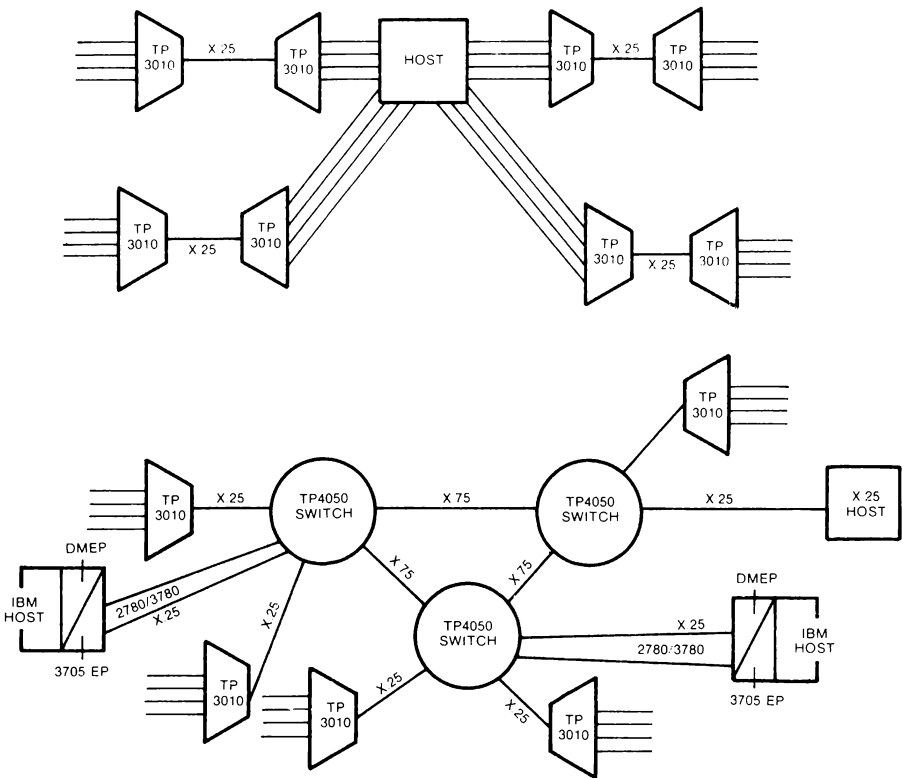 TP
3010
X 25
TP
3010
HOST
TP
3010
X 25
TP
3010
TP
3010
X 25
TP
3010
TP
3010
X 25
TP
3010
TP
3010
TP
3010
X 25
TP4050
SWITCH
X 75
TP4050
SWITCH
X 25
X 25
HOST
DMEP
IBM
HOST
2780/3780
X 25
3705 EP
X 25
X 75
X 75
TP4050
SWITCH
DMEP
X 25
2780/3780
IBM
HOST
3705 EP
TP
3010
TP
3010
X 25
X 25
TP
3010